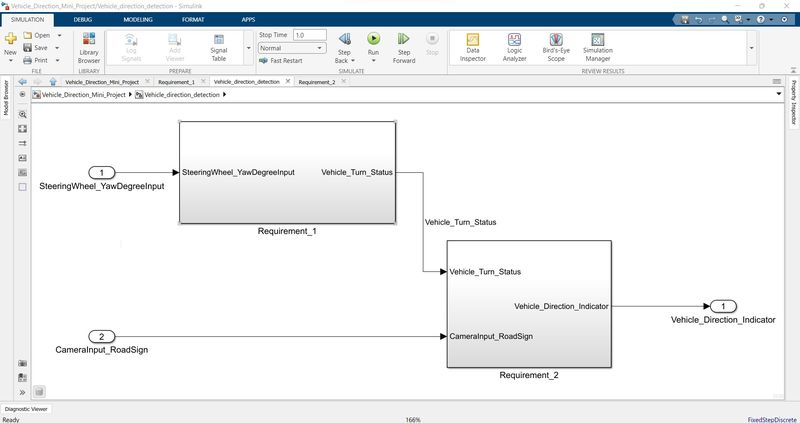 Vehicle_Direction_Mini_Project/Vehicle_direction_detection - Simulink
SIMULATION DEBUG MODELING FORMAT APPS
New
Open
Save
Print
FILE
Library Browser
LIBRARY
Log Signals
Add Viewer
Signal Table
PREPARE
Stop Time 1.0
Normal
Fast Restart
Step Back
Run
Step Forward
Stop
SIMULATE
Data Inspector
Logic Analyzer
Bird's-Eye Scope
Simulation Manager
REVIEW RESULTS
Vehicle_Direction_Mini_Project Requirement_1 Vehicle_direction_detection Requirement_2
Vehicle_Direction_Mini_Project Vehicle_direction_detection
Model Browser
Property Inspector
1
SteeringWheel_YawDegreeInput
SteeringWheel_YawDegreeInput Vehicle_Turn_Status
Requirement_1
Vehicle_Turn_Status
Vehicle_Turn_Status
Vehicle_Direction_Indicator
CameraInput_RoadSign
Requirement_2
1
Vehicle_Direction_Indicator
2
CameraInput_RoadSign
Diagnostic Viewer
Ready 166% FixedStepDiscrete